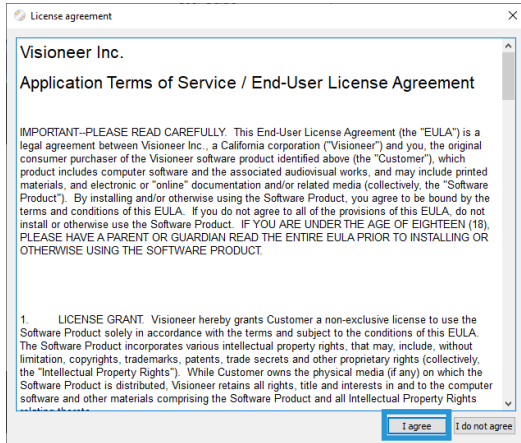 License agreement
Visioneer Inc.
Application Terms of Service / End-User License Agreement
IMPORTANT--PLEASE READ CAREFULLY. This End-User License Agreement (the "EULA") is a
legal agreement between Visioneer Inc., a California corporation ("Visioneer") and you, the original
consumer purchaser of the Visioneer software product identified above (the "Customer"), which
product includes computer software and the associated audiovisual works, and may include printed
materials, and electronic or "online" documentation and/or related media (collectively, the "Software
Product"). By installing and/or otherwise using the Software Product, you agree to be bound by the
terms and conditions of this EULA. If you do not agree to all of the provisions of this EULA, do not
install or otherwise use the Software Product. IF YOU ARE UNDER THE AGE OF EIGHTEEN (18),
PLEASE HAVE A PARENT OR GUARDIAN READ THE ENTIRE EULA PRIOR TO INSTALLING OR
OTHERWISE USING THE SOFTWARE PRODUCT.
1. LICENSE GRANT. Visioneer hereby grants Customer a non-exclusive license to use the
Software Product solely in accordance with the terms and subject to the conditions of this EULA.
The Software Product incorporates various intellectual property rights, that may, include, without
limitation, copyrights, trademarks, patents, trade secrets and other proprietary rights (collectively,
the "Intellectual Property Rights"). While Customer owns the physical media (if any) on which the
Software Product is distributed, Visioneer retains all rights, title and interests in and to the computer
software and other materials comprising the Software Product and all Intellectual Property Rights
I agree
I do not agree